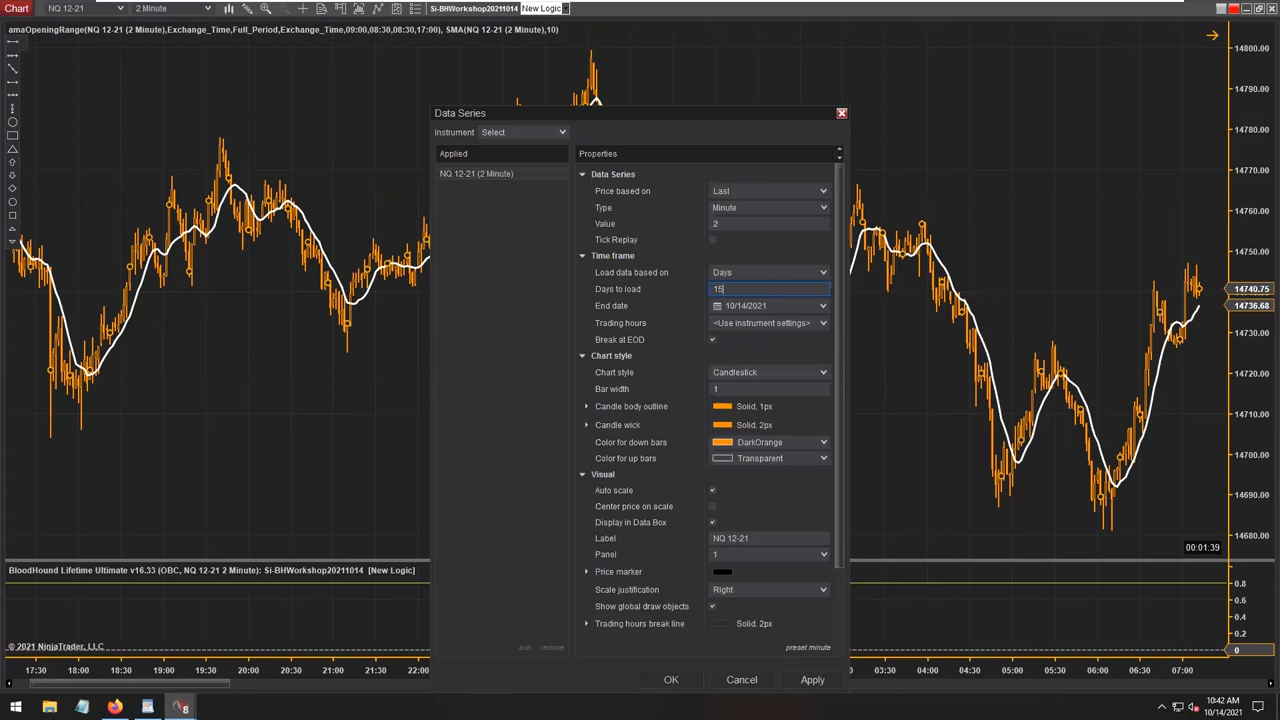 Chart NQ 12-21 2 Minute Si-BHWorkshop20211014 New Logic
amaOpeningRange(NQ 12-21 (2 Minute),Exchange_Time,Full_Period,Exchange_Time,09:00,08:30,08:30,17:00), SMA(NQ 12-21 (2 Minute),10)
14800.00
14790.00
14780.00
14770.00
14760.00
14750.00
14740.75
14736.68
14730.00
14720.00
14710.00
14700.00
14690.00
14680.00
00:01:39
Data Series
Instrument Select
Applied
NQ 12-21 (2 Minute)
Properties
Data Series
Price based on Last
Type Minute
Value 2
Tick Replay
Time frame
Load data based on Days
Days to load 15
End date 10/14/2021
Trading hours <Use instrument settings>
Break at EOD
Chart style
Chart style Candlestick
Bar width 1
Candle body outline Solid, 1px
Candle wick Solid, 2px
Color for down bars DarkOrange
Color for up bars Transparent
Visual
Auto scale
Center price on scale
Display in Data Box
Label NQ 12-21
Panel 1
Price marker
Scale justification Right
Show global draw objects
Trading hours break line Solid, 2px
add remove
preset minute
OK Cancel Apply
BloodHound Lifetime Ultimate v16.33 (OBC, NQ 12-21 2 Minute): Si-BHWorkshop20211014 [New Logic]
0.8
0.6
0.4
0.2
0
© 2021 NinjaTrader, LLC
17:30 18:00 18:30 19:00 19:30 20:00 20:30 21:00 21:30 22:00 03:30 04:00 04:30 05:00 05:30 06:00 06:30 07:00
8
10:42 AM
10/14/2021